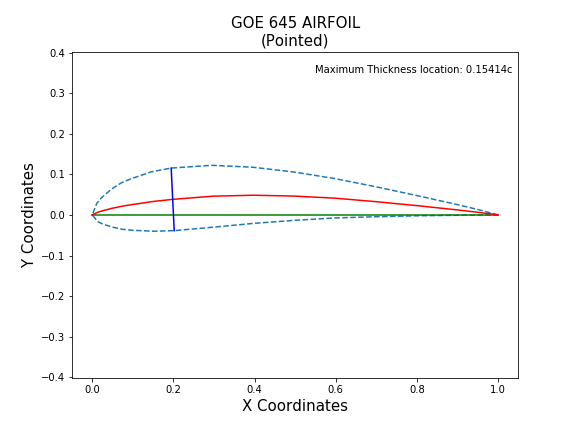 GOE 645 AIRFOIL
(Pointed)
Maximum Thickness location: 0.15414c
Y Coordinates
0.4
0.3
0.2
0.1
0.0
−0.1
−0.2
−0.3
−0.4
0.0 0.2 0.4 0.6 0.8 1.0
X Coordinates